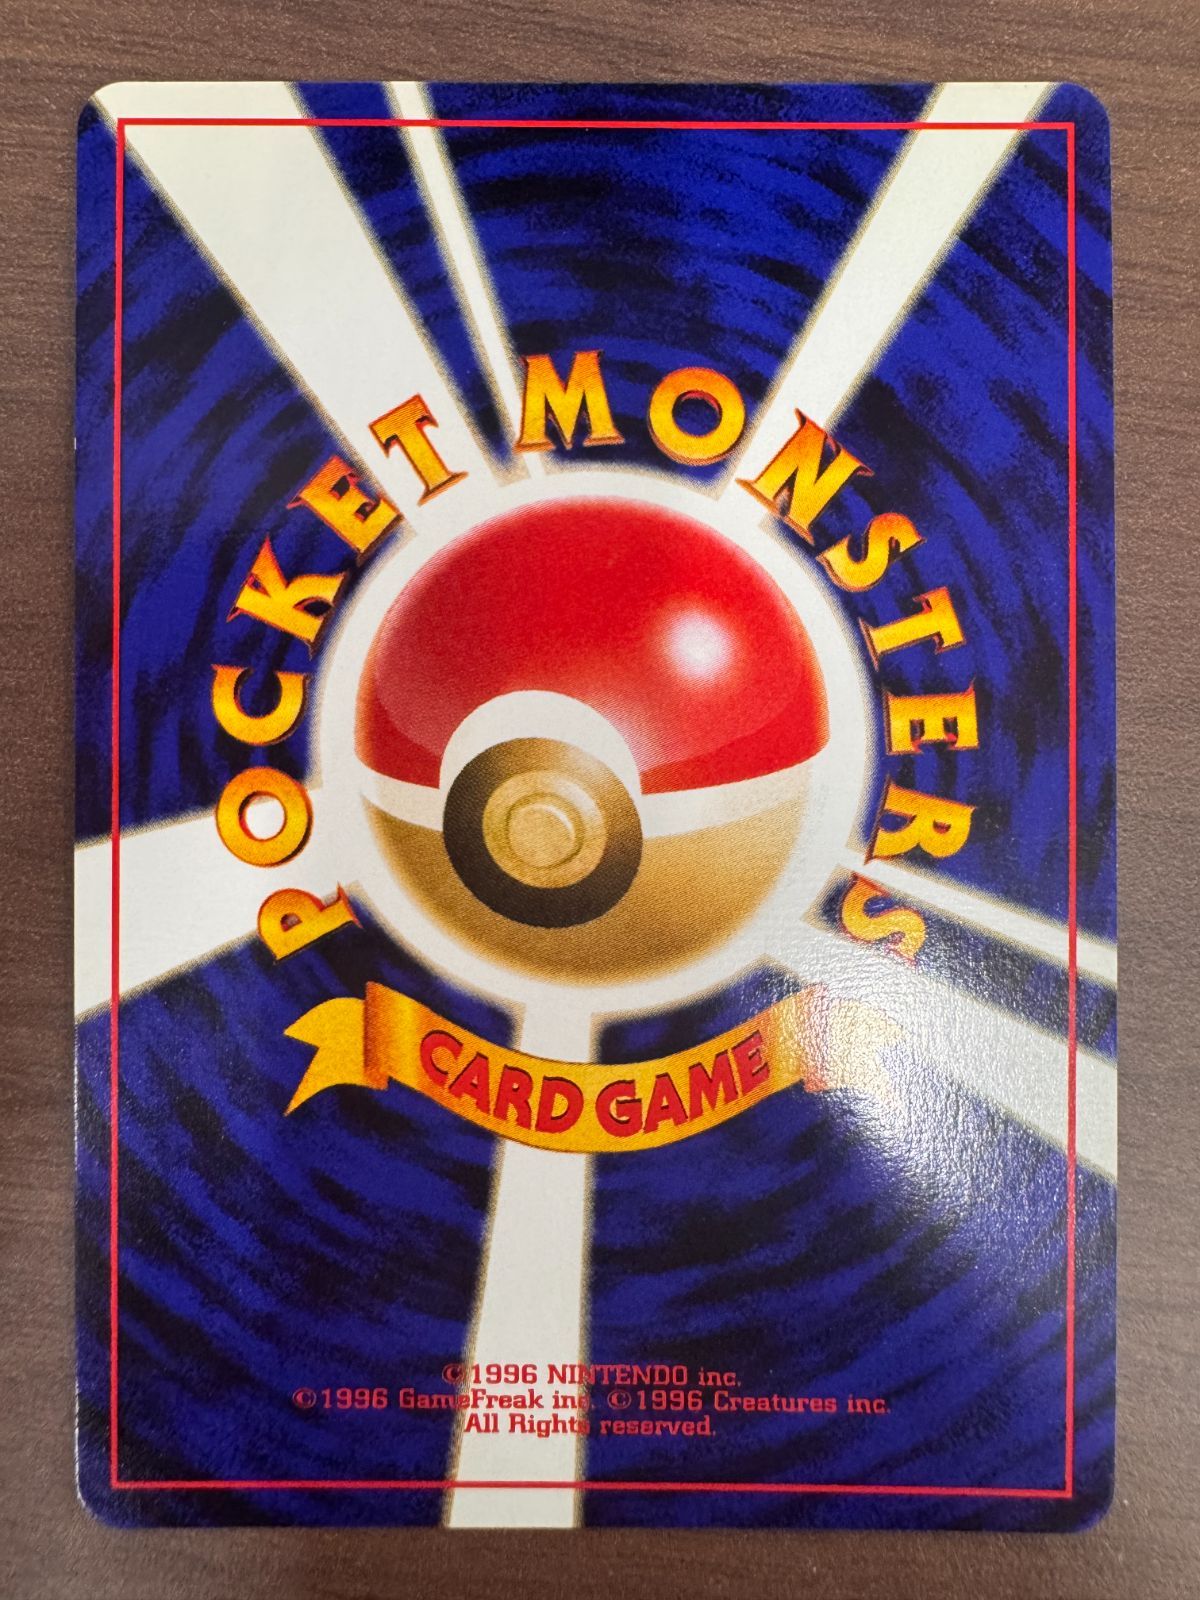 POCKET MONSTERS
CARD GAME
©1996 NINTENDO inc.
©1996 GameFreak inc. ©1996 Creatures inc.
All Rights reserved.